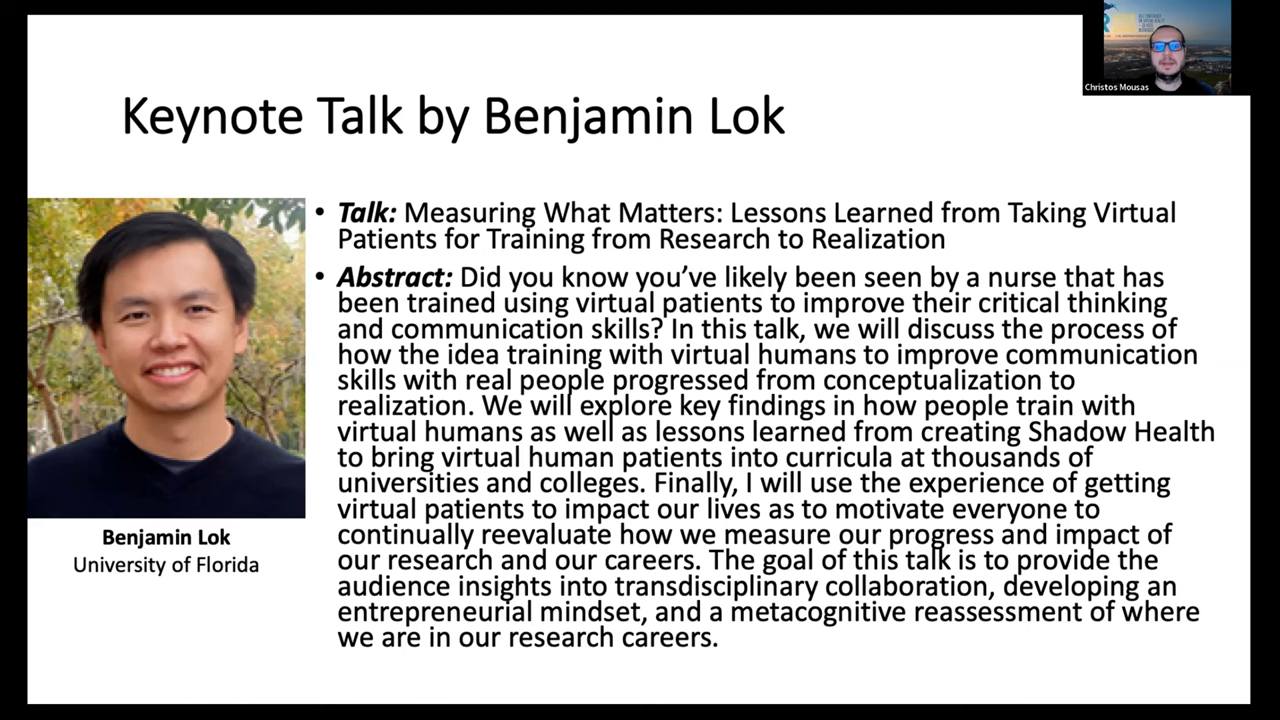 Keynote Talk by Benjamin Lok
Christos Mousas
• Talk: Measuring What Matters: Lessons Learned from Taking Virtual
Patients for Training from Research to Realization
• Abstract: Did you know you’ve likely been seen by a nurse that has
been trained using virtual patients to improve their critical thinking
and communication skills? In this talk, we will discuss the process of
how the idea training with virtual humans to improve communication
skills with real people progressed from conceptualization to
realization. We will explore key findings in how people train with
virtual humans as well as lessons learned from creating Shadow Health
to bring virtual human patients into curricula at thousands of
universities and colleges. Finally, I will use the experience of getting
virtual patients to impact our lives as to motivate everyone to
continually reevaluate how we measure our progress and impact of
our research and our careers. The goal of this talk is to provide the
audience insights into transdisciplinary collaboration, developing an
entrepreneurial mindset, and a metacognitive reassessment of where
we are in our research careers.
Benjamin Lok
University of Florida